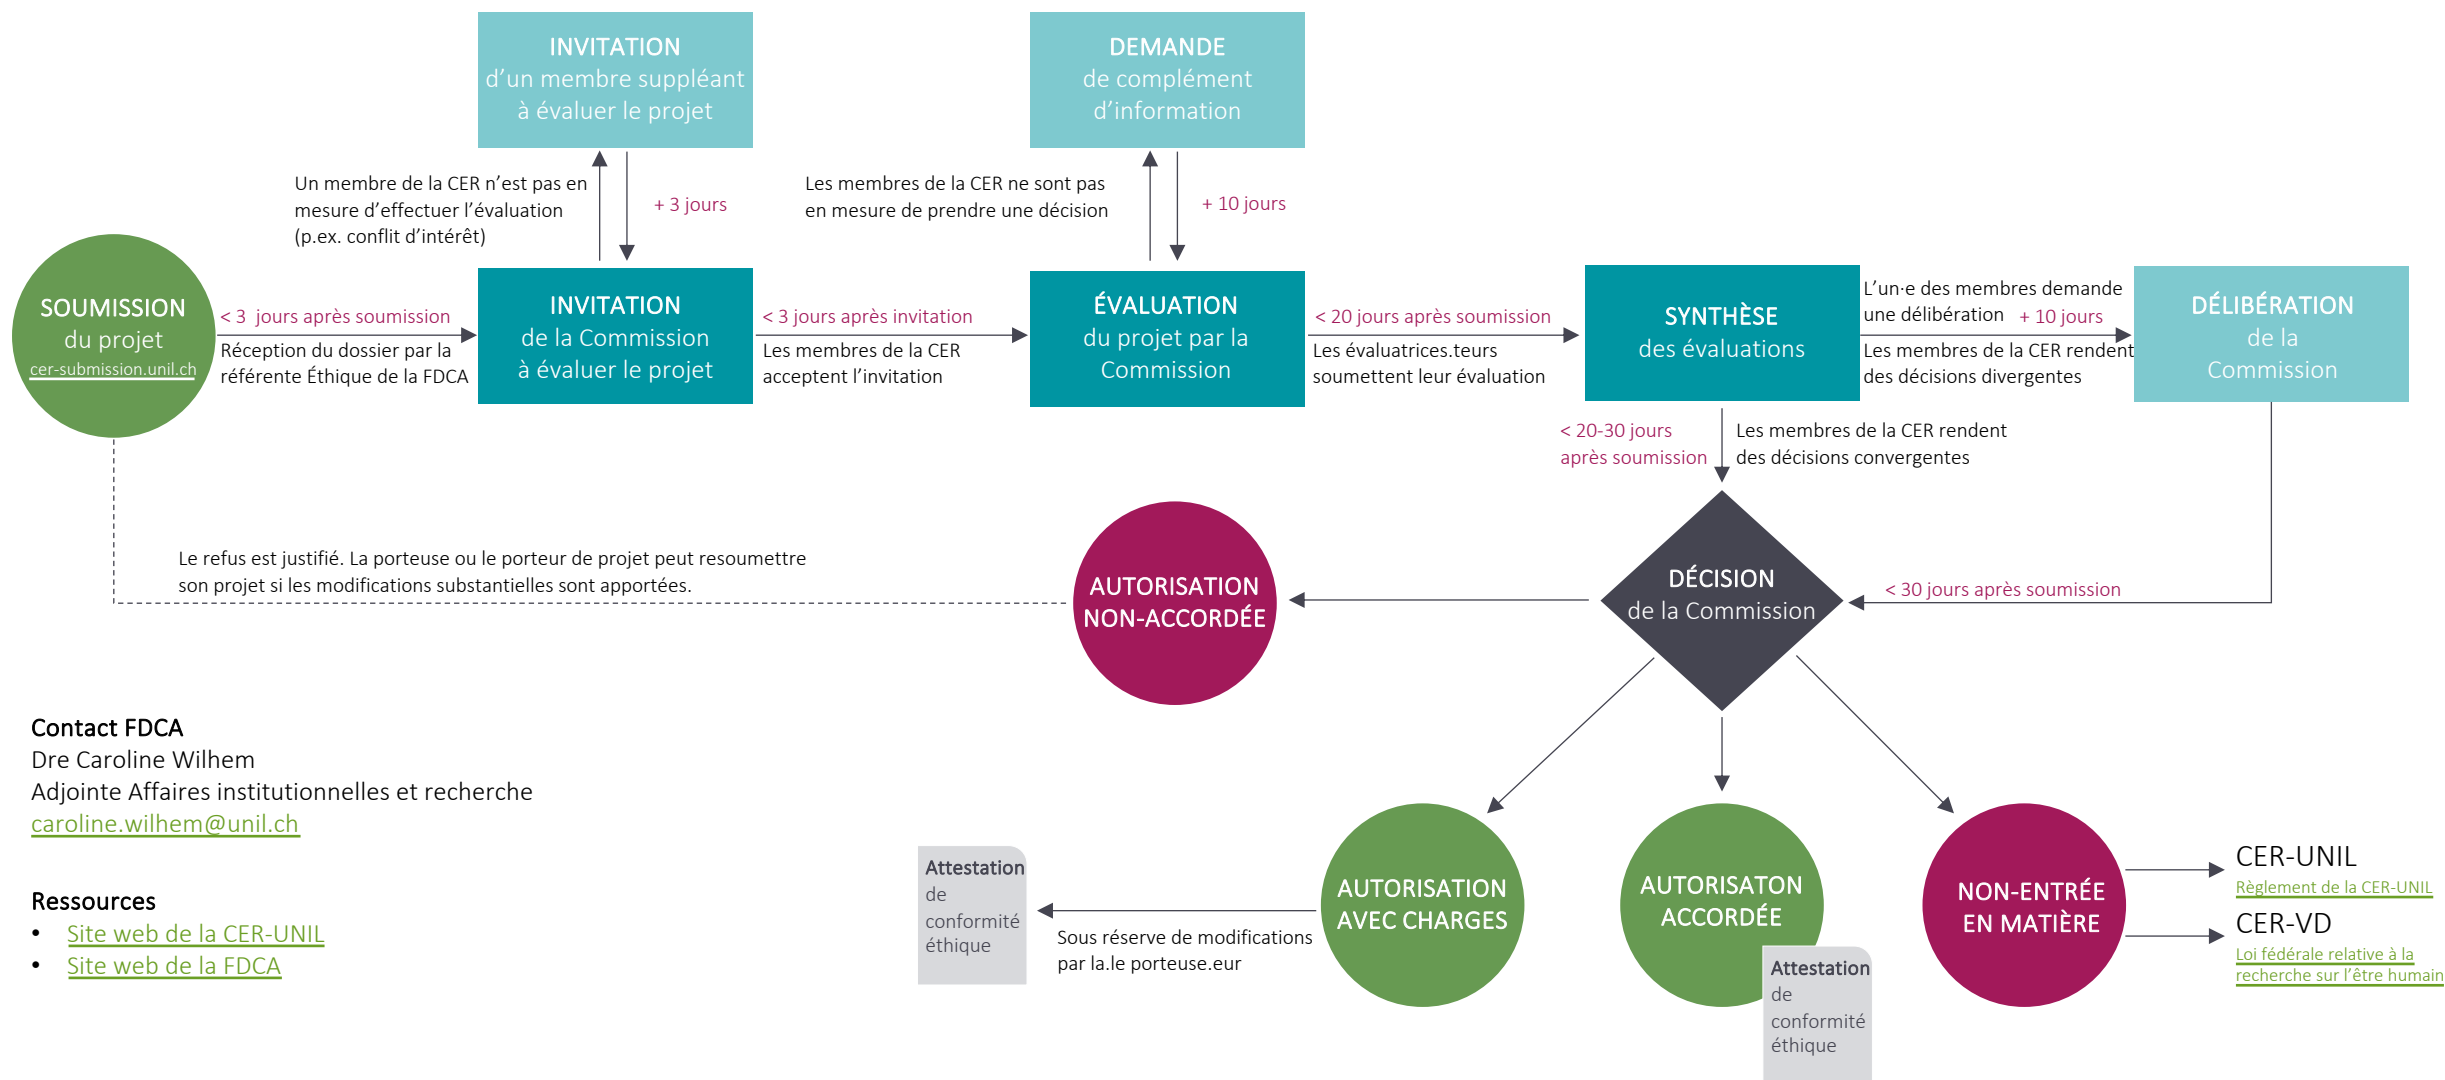 INVITATION
d'un membre suppléant
à évaluer le projet
DEMANDE
de complément
d'information
Un membre de la CER n'est pas en
mesure d'effectuer l'évaluation
(p.ex. conflit d'intérêt)
+ 3 jours
Les membres de la CER ne sont pas
en mesure de prendre une décision
+ 10 jours
SOUMISSION
du projet
cer-submission.unil.ch
< 3 jours après soumission
Réception du dossier par la
référente Éthique de la FDCA
INVITATION
de la Commission
à évaluer le projet
< 3 jours après invitation
Les membres de la CER
acceptent l'invitation
ÉVALUATION
du projet par la
Commission
< 20 jours après soumission
Les évaluatrices.teurs
soumettent leur évaluation
SYNTHÈSE
des évaluations
L'un·e des membres demande
une délibération + 10 jours
Les membres de la CER rendent
des décisions divergentes
DÉLIBÉRATION
de la
Commission
< 20-30 jours
après soumission
Les membres de la CER rendent
des décisions convergentes
Le refus est justifié. La porteuse ou le porteur de projet peut resoumettre
son projet si les modifications substantielles sont apportées.
AUTORISATION
NON-ACCORDÉE
DÉCISION
de la Commission
< 30 jours après soumission
Contact FDCA
Dre Caroline Wilhem
Adjointe Affaires institutionnelles et recherche
caroline.wilhem@unil.ch
Ressources
• Site web de la CER-UNIL
• Site web de la FDCA
Attestation
de
conformité
éthique
Sous réserve de modifications
par la.le porteuse.eur
AUTORISATION
AVEC CHARGES
AUTORISATON
ACCORDÉE
Attestation
de
conformité
éthique
NON-ENTRÉE
EN MATIÈRE
CER-UNIL
Règlement de la CER-UNIL
CER-VD
Loi fédérale relative à la
recherche sur l'être humain